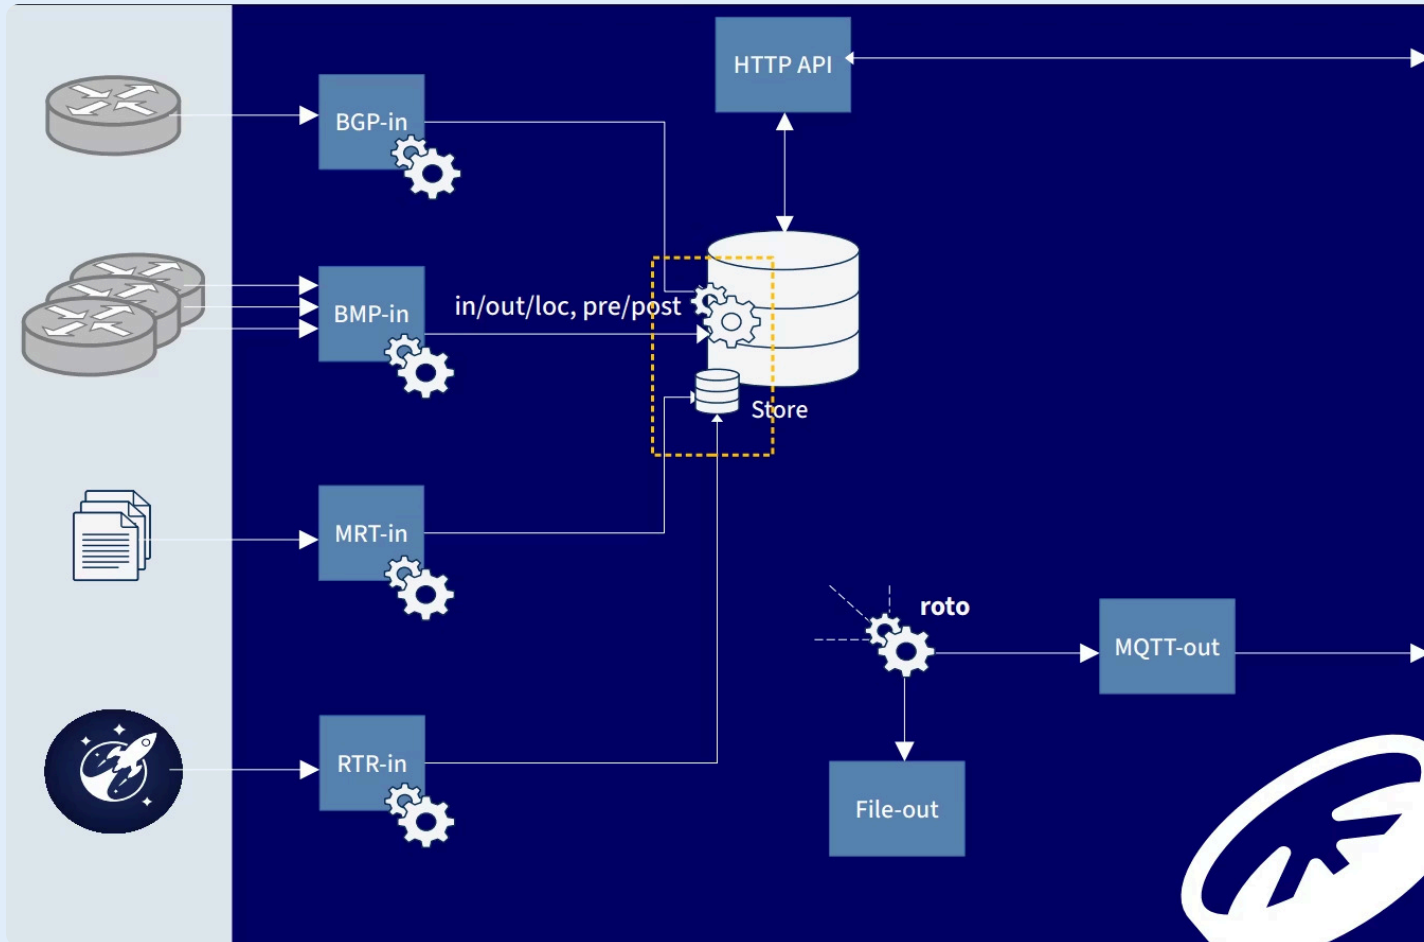 HTTP API
BGP-in
BMP-in
in/out/loc, pre/post
Store
MRT-in
roto
MQTT-out
RTR-in
File-out